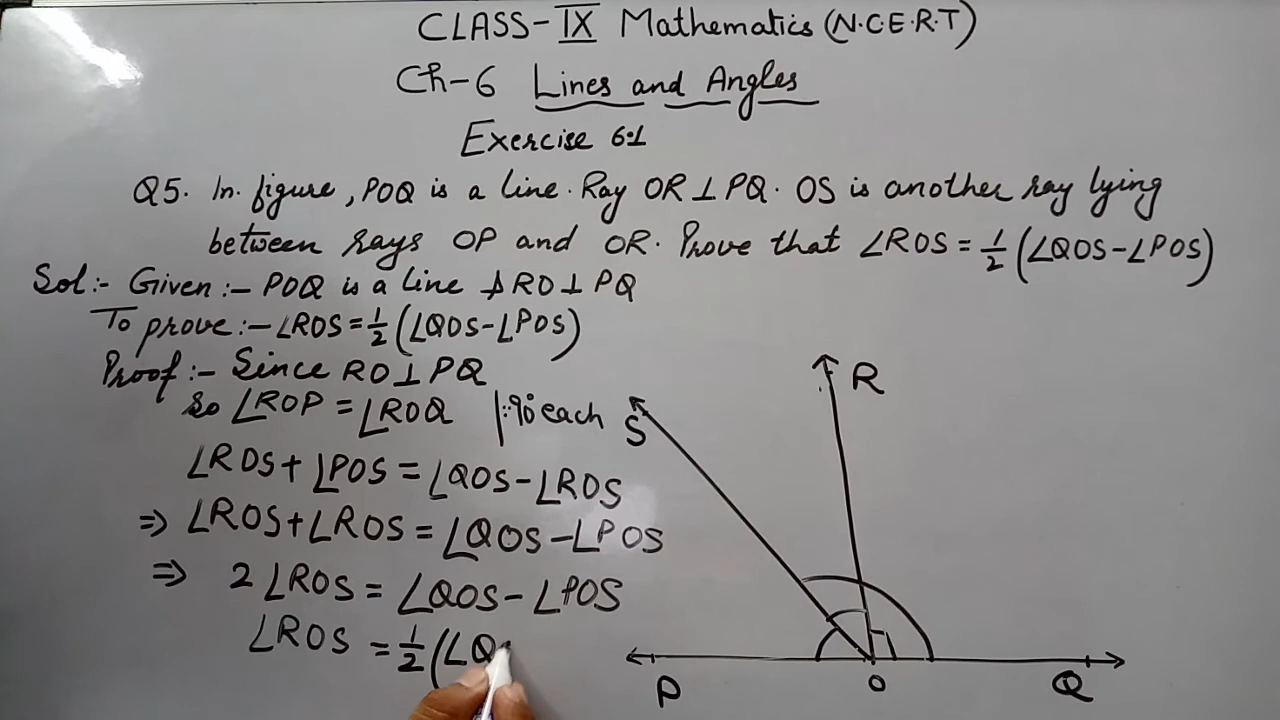 CLASS-IX Mathematics (N.C.E.R.T)
Ch-6 Lines and Angles
Exercise 6.1
Q5. In figure, POQ is a line. Ray OR ⊥ PQ. OS is another ray lying
between rays OP and OR. Prove that ∠ROS = 1/2 (∠QOS-∠POS)
Sol:- Given:- POQ is a line & RO ⊥ PQ
To prove:- ∠ROS = 1/2 (∠QOS-∠POS)
Proof:- Since RO ⊥ PQ
so ∠ROP = ∠ROQ |∵ 90° each
∠ROS + ∠POS = ∠QOS - ∠ROS
⇒ ∠ROS + ∠ROS = ∠QOS - ∠POS
⇒ 2 ∠ROS = ∠QOS - ∠POS
∠ROS = 1/2 (∠Q
R
S
P
O
Q